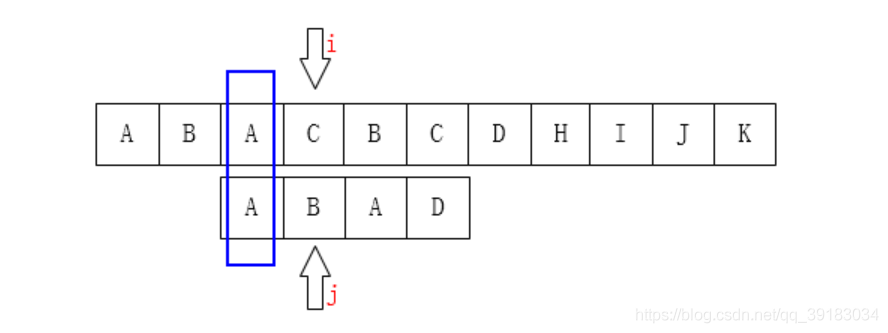 i
A B A C B C D H I J K
A B A D
j
https://blog.csdn.net/qq_39183034